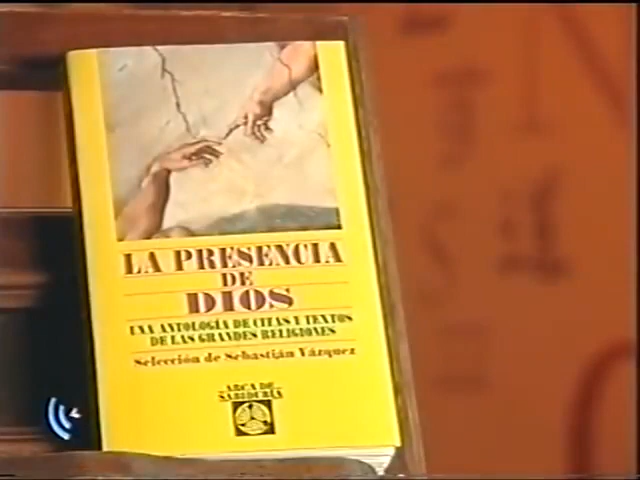 LA PRESENCIA
DE
DIOS
UNA ANTOLOGÍA DE CITAS Y TEXTOS
DE LAS GRANDES RELIGIONES
Selección de Sebastián Vázquez
ARCA DE
SABIDURÍA